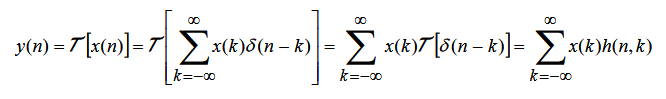 y(n) = 𝒯[x(n)] = 𝒯[∑_{k=−∞}^{∞} x(k)δ(n − k)] = ∑_{k=−∞}^{∞} x(k)𝒯[δ(n − k)] = ∑_{k=−∞}^{∞} x(k)h(n,k)